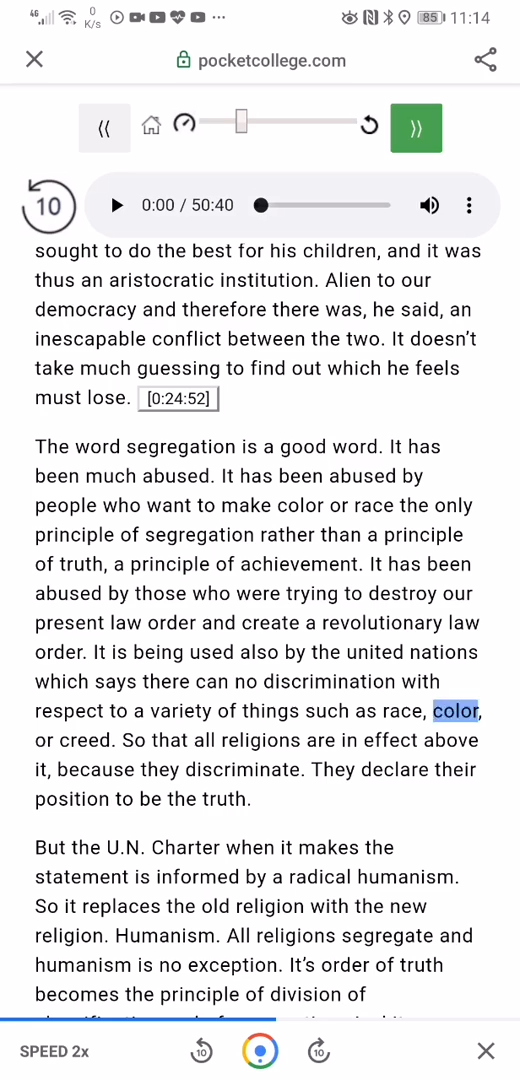 46
0
K/s
85
11:14
pocketcollege.com
⟨⟨
⟩⟩
10
0:00 / 50:40
sought to do the best for his children, and it was
thus an aristocratic institution. Alien to our
democracy and therefore there was, he said, an
inescapable conflict between the two. It doesn’t
take much guessing to find out which he feels
must lose. [0:24:52]
The word segregation is a good word. It has
been much abused. It has been abused by
people who want to make color or race the only
principle of segregation rather than a principle
of truth, a principle of achievement. It has been
abused by those who were trying to destroy our
present law order and create a revolutionary law
order. It is being used also by the united nations
which says there can no discrimination with
respect to a variety of things such as race, color,
or creed. So that all religions are in effect above
it, because they discriminate. They declare their
position to be the truth.
But the U.N. Charter when it makes the
statement is informed by a radical humanism.
So it replaces the old religion with the new
religion. Humanism. All religions segregate and
humanism is no exception. It’s order of truth
becomes the principle of division of
SPEED 2x
10
10